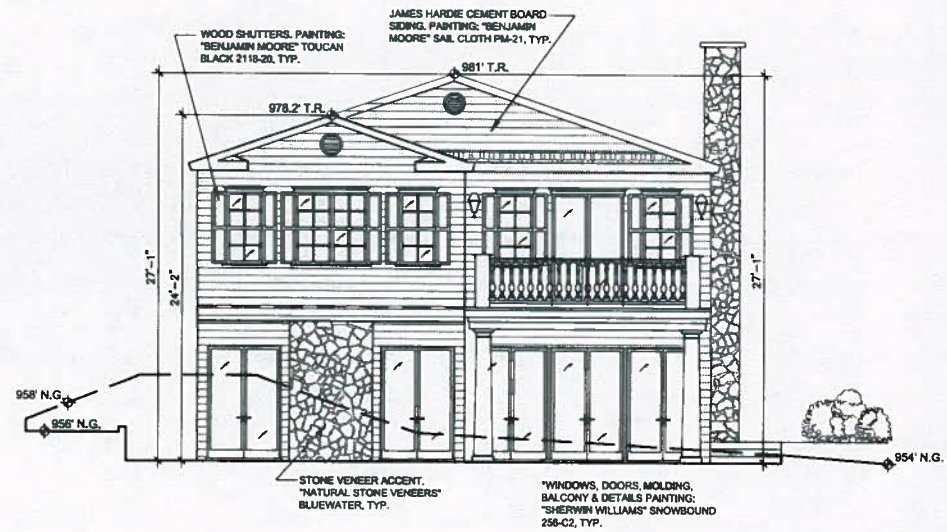 JAMES HARDIE CEMENT BOARD
SIDING. PAINTING: "BENJAMIN
MOORE" SAIL CLOTH PM-21, TYP.
WOOD SHUTTERS. PAINTING:
"BENJAMIN MOORE" TOUCAN
BLACK 2118-20, TYP.
981' T.R.
978.2' T.R.
27'-1"
24'-2"
27'-1"
958' N.G.
956' N.G.
954' N.G.
STONE VENEER ACCENT.
"NATURAL STONE VENEERS"
BLUEWATER, TYP.
"WINDOWS, DOORS, MOLDING,
BALCONY & DETAILS PAINTING:
"SHERWIN WILLIAMS" SNOWBOUND
256-C2, TYP.